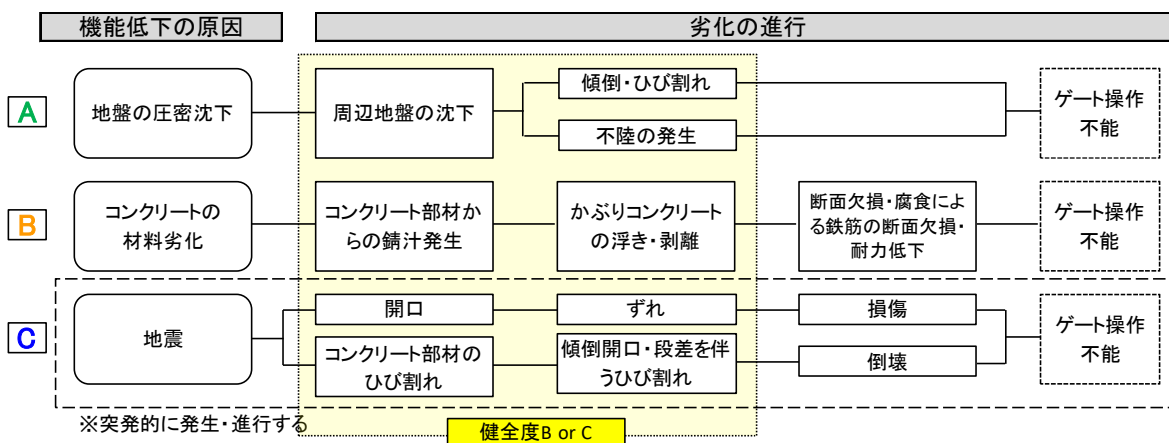 機能低下の原因
劣化の進行
A
地盤の圧密沈下
周辺地盤の沈下
傾倒・ひび割れ
不陸の発生
ゲート操作
不能
B
コンクリートの
材料劣化
コンクリート部材か
らの錆汁発生
かぶりコンクリート
の浮き・剥離
断面欠損・腐食によ
る鉄筋の断面欠損・
耐力低下
ゲート操作
不能
C
地震
開口
ずれ
損傷
コンクリート部材の
ひび割れ
傾倒開口・段差を伴
うひび割れ
倒壊
ゲート操作
不能
※突発的に発生・進行する
健全度B or C